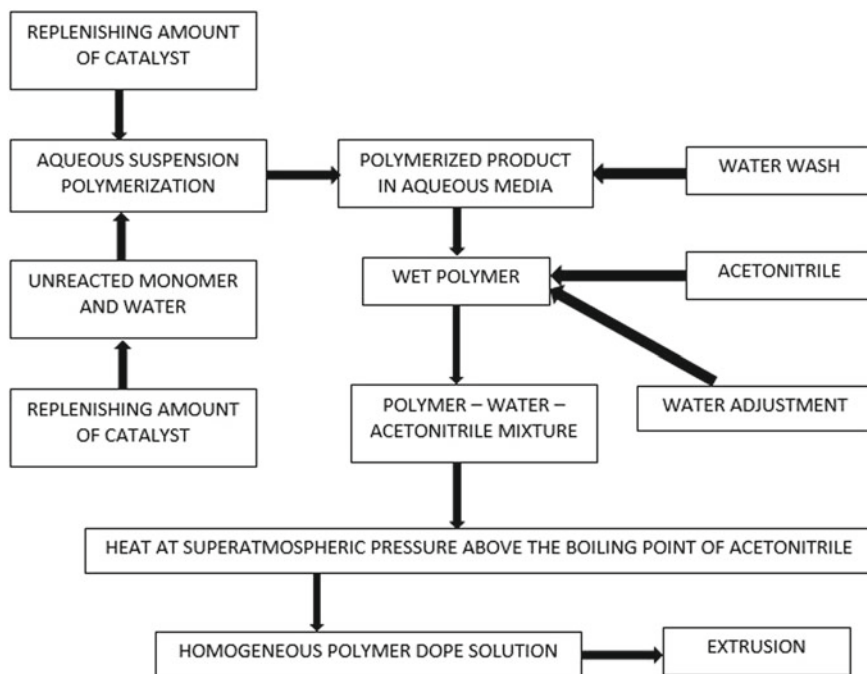 REPLENISHING AMOUNT
OF CATALYST
AQUEOUS SUSPENSION
POLYMERIZATION
POLYMERIZED PRODUCT
IN AQUEOUS MEDIA
WATER WASH
UNREACTED MONOMER
AND WATER
WET POLYMER
ACETONITRILE
REPLENISHING AMOUNT
OF CATALYST
POLYMER – WATER –
ACETONITRILE MIXTURE
WATER ADJUSTMENT
HEAT AT SUPERATMOSPHERIC PRESSURE ABOVE THE BOILING POINT OF ACETONITRILE
HOMOGENEOUS POLYMER DOPE SOLUTION
EXTRUSION